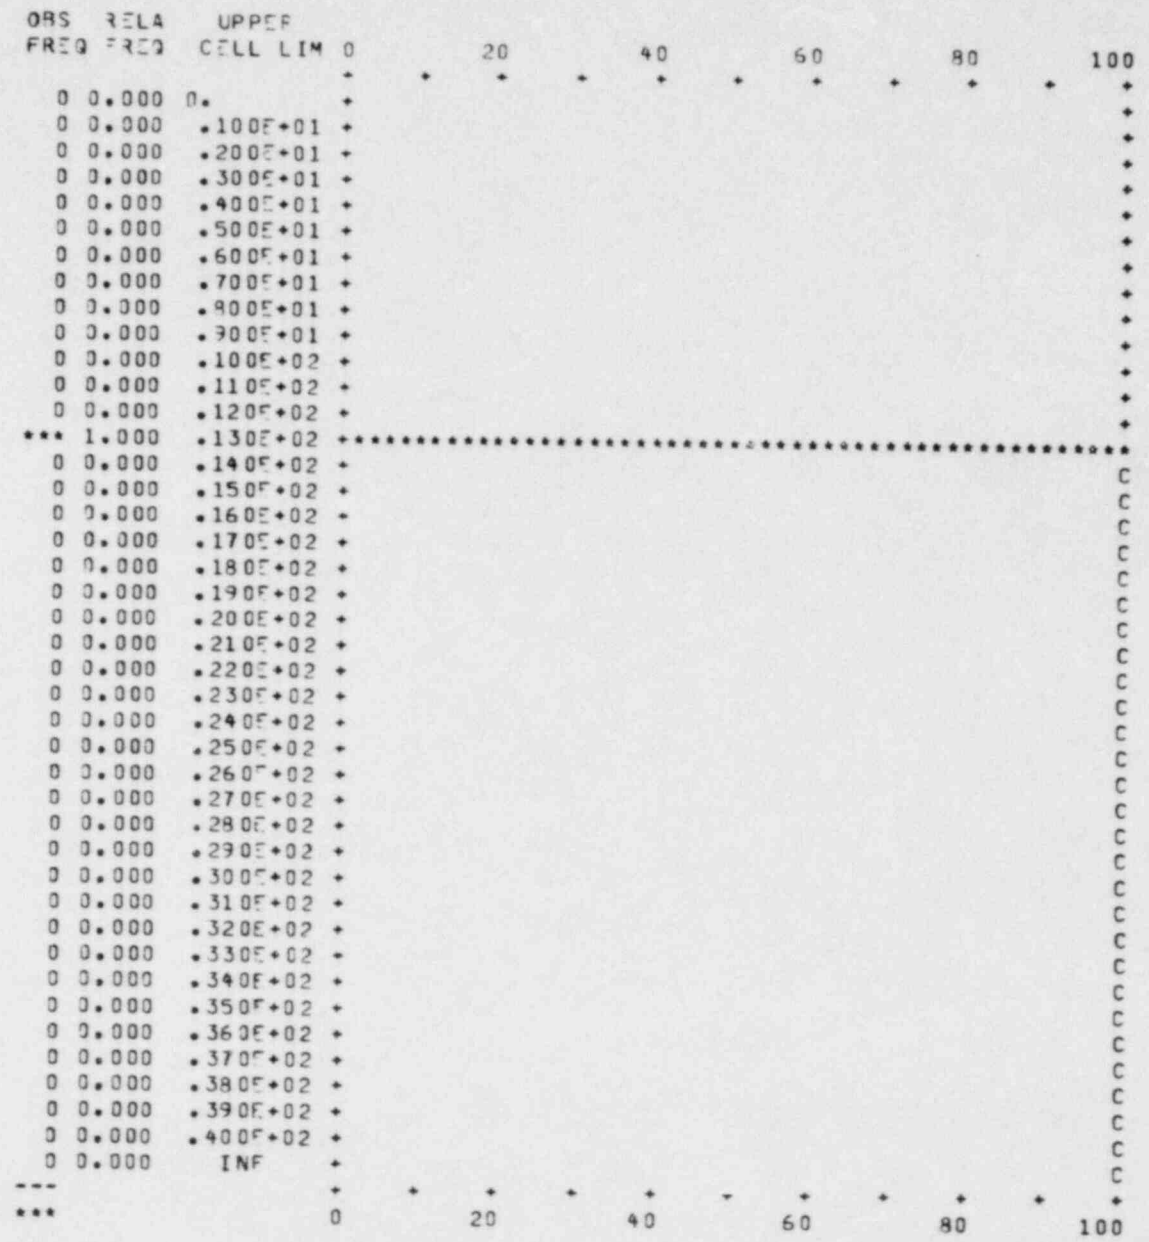 OBS RELA UPPER
FREQ FREQ CELL LIM 0 20 40 60 80 100
+ + + + + + + + + + +
0 0.000 0. + +
0 0.000 .100E+01 + +
0 0.000 .200E+01 + +
0 0.000 .300E+01 + +
0 0.000 .400E+01 + +
0 0.000 .500E+01 + +
0 0.000 .600E+01 + +
0 0.000 .700E+01 + +
0 0.000 .800E+01 + +
0 0.000 .900E+01 + +
0 0.000 .100E+02 + +
0 0.000 .110E+02 + +
0 0.000 .120E+02 + +
*** 1.000 .130E+02 +**************************************************
0 0.000 .140E+02 + C
0 0.000 .150E+02 + C
0 0.000 .160E+02 + C
0 0.000 .170E+02 + C
0 0.000 .180E+02 + C
0 0.000 .190E+02 + C
0 0.000 .200E+02 + C
0 0.000 .210E+02 + C
0 0.000 .220E+02 + C
0 0.000 .230E+02 + C
0 0.000 .240E+02 + C
0 0.000 .250E+02 + C
0 0.000 .260E+02 + C
0 0.000 .270E+02 + C
0 0.000 .280E+02 + C
0 0.000 .290E+02 + C
0 0.000 .300E+02 + C
0 0.000 .310E+02 + C
0 0.000 .320E+02 + C
0 0.000 .330E+02 + C
0 0.000 .340E+02 + C
0 0.000 .350E+02 + C
0 0.000 .360E+02 + C
0 0.000 .370E+02 + C
0 0.000 .380E+02 + C
0 0.000 .390E+02 + C
0 0.000 .400E+02 + C
0 0.000 INF + C
--- + + + + + + + + + + +
*** 0 20 40 60 80 100